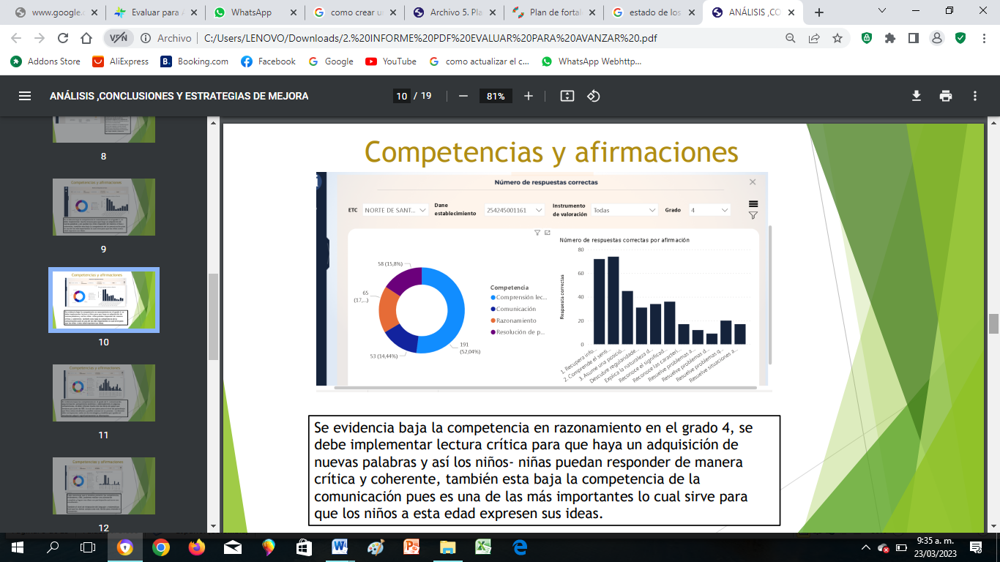 www.google.c
Evaluar para A
WhatsApp
como crear u
Archivo 5. Pla
Plan de fortal
estado de los
ANÁLISIS ,CO
VPN
Archivo
C:/Users/LENOVO/Downloads/2.%20INFORME%20PDF%20EVALUAR%20PARA%20AVANZAR%20.pdf
Addons Store
AliExpress
Booking.com
Facebook
Google
YouTube
como actualizar el c...
WhatsApp Webhttp...
ANÁLISIS ,CONCLUSIONES Y ESTRATEGIAS DE MEJORA
10 / 19
81%
8
Competencias y afirmaciones
9
Competencias y afirmaciones
10
Competencias y afirmaciones
11
Competencias y afirmaciones
12
Competencias y afirmaciones
Número de respuestas correctas
ETC
NORTE DE SANT...
Dane
establecimiento
254245001161
Instrumento
de valoración
Todas
Grado
4
58 (15,8%)
65
(17,...)
53 (14,44%)
191
(52,04%)
Competencia
Comprensión lec...
Comunicación
Razonamiento
Resolución de p...
Número de respuestas correctas por afirmación
Respuesta correctas
80
60
40
20
0
1. Recupera info...
2. Comprende el senti...
3. Asume una posició...
Descubre regularidade...
Explica la naturaleza d...
Reconoce el significad...
Reconoce las caracterí...
Resuelve problemas a...
Resuelve problemas d...
Resuelve problemas q...
Resuelve situaciones a...
Se evidencia baja la competencia en razonamiento en el grado 4, se
debe implementar lectura crítica para que haya un adquisición de
nuevas palabras y así los niños- niñas puedan responder de manera
crítica y coherente, también esta baja la competencia de la
comunicación pues es una de las más importantes lo cual sirve para
que los niños a esta edad expresen sus ideas.
9:35 a. m.
23/03/2023